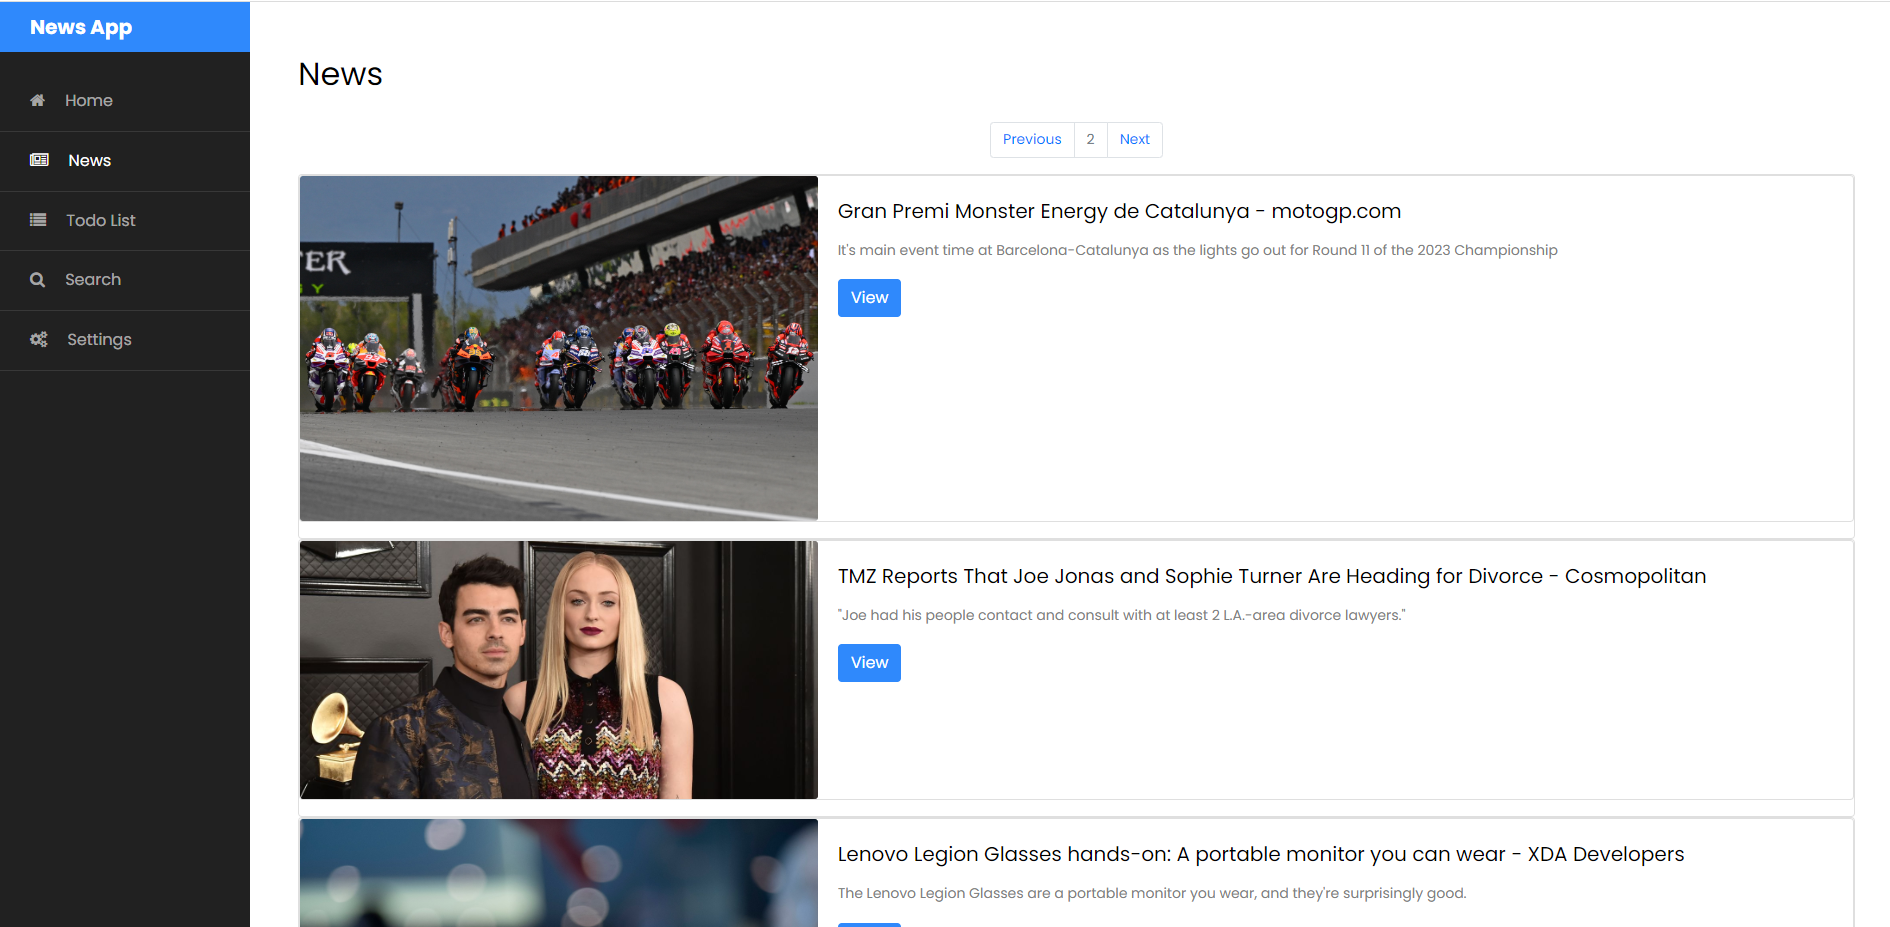 News App
Home
News
Todo List
Search
Settings
News
Previous 2 Next
TER
GY
Gran Premi Monster Energy de Catalunya - motogp.com
It's main event time at Barcelona-Catalunya as the lights go out for Round 11 of the 2023 Championship
View
TMZ Reports That Joe Jonas and Sophie Turner Are Heading for Divorce - Cosmopolitan
"Joe had his people contact and consult with at least 2 L.A.-area divorce lawyers."
View
Lenovo Legion Glasses hands-on: A portable monitor you can wear - XDA Developers
The Lenovo Legion Glasses are a portable monitor you wear, and they're surprisingly good.